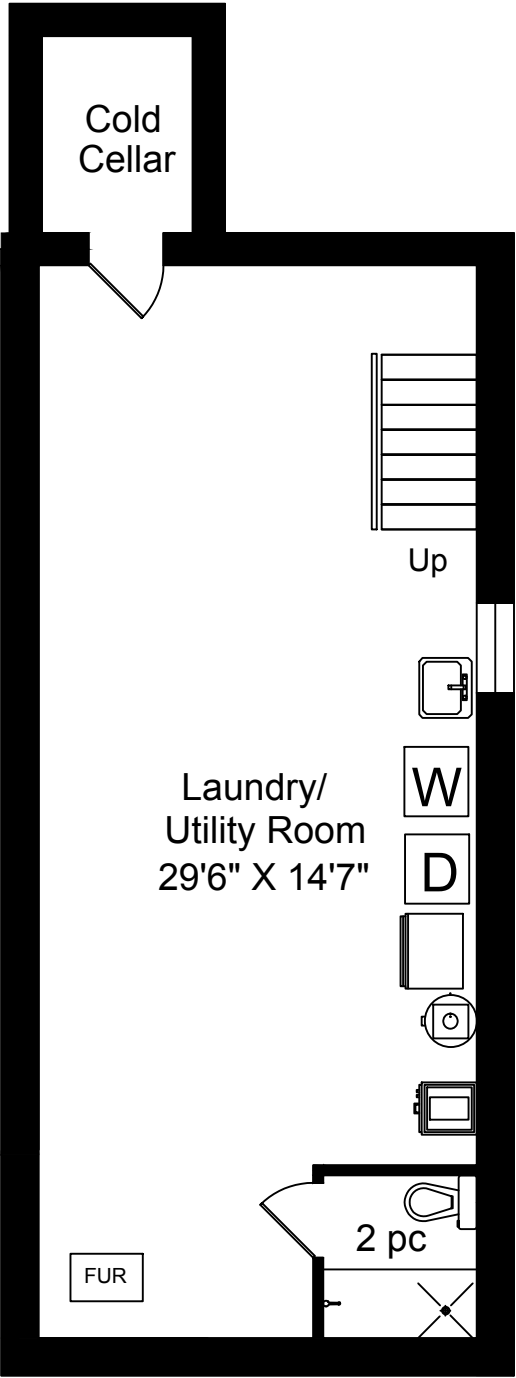 Cold
Cellar
Up
W
Laundry/
Utility Room
29'6" X 14'7"
D
2 pc
FUR